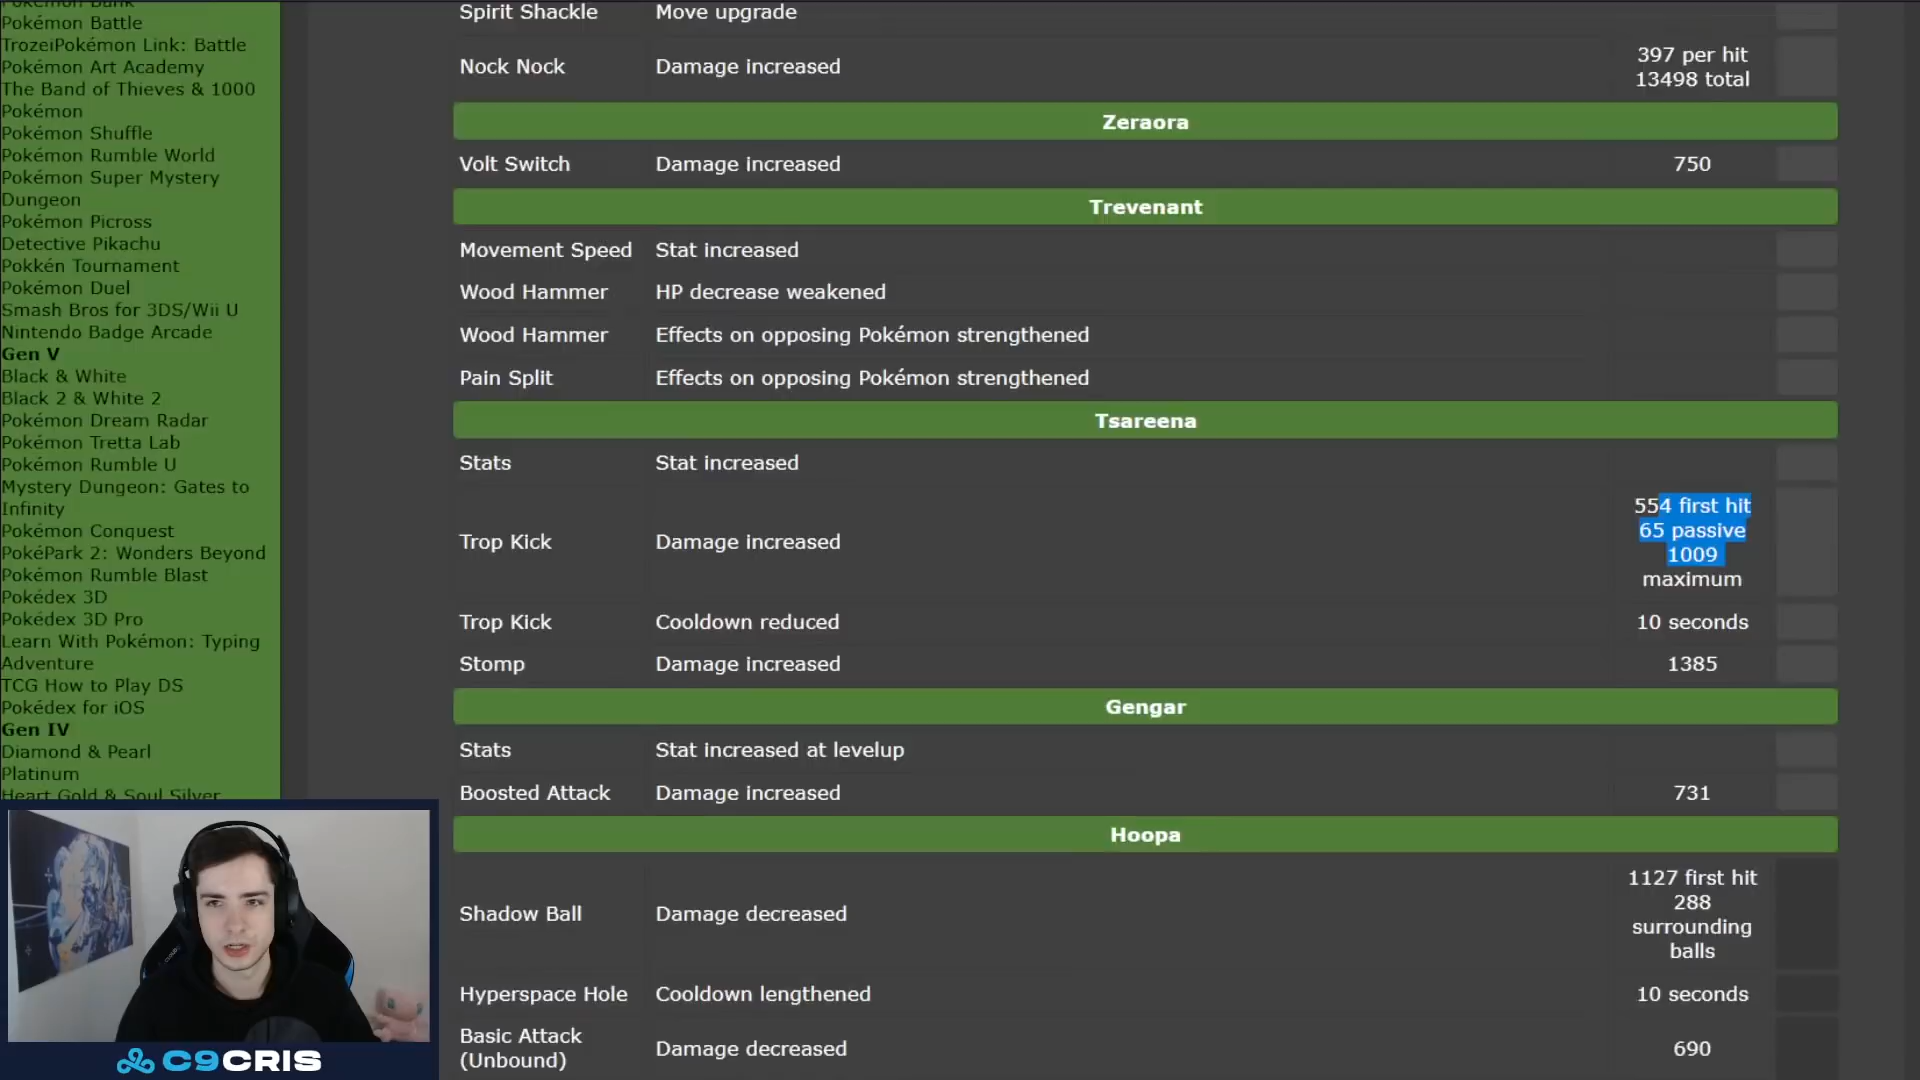 Pokémon Bank
Pokémon Battle
TrozeiPokémon Link: Battle
Pokémon Art Academy
The Band of Thieves & 1000
Pokémon
Pokémon Shuffle
Pokémon Rumble World
Pokémon Super Mystery
Dungeon
Pokémon Picross
Detective Pikachu
Pokkén Tournament
Pokémon Duel
Smash Bros for 3DS/Wii U
Nintendo Badge Arcade
Gen V
Black & White
Black 2 & White 2
Pokémon Dream Radar
Pokémon Tretta Lab
Pokémon Rumble U
Mystery Dungeon: Gates to
Infinity
Pokémon Conquest
PokéPark 2: Wonders Beyond
Pokémon Rumble Blast
Pokédex 3D
Pokédex 3D Pro
Learn With Pokémon: Typing
Adventure
TCG How to Play DS
Pokédex for iOS
Gen IV
Diamond & Pearl
Platinum
Heart Gold & Soul Silver
Spirit Shackle Move upgrade
Nock Nock Damage increased 397 per hit
13498 total
Zeraora
Volt Switch Damage increased 750
Trevenant
Movement Speed Stat increased
Wood Hammer HP decrease weakened
Wood Hammer Effects on opposing Pokémon strengthened
Pain Split Effects on opposing Pokémon strengthened
Tsareena
Stats Stat increased
Trop Kick Damage increased 554 first hit
65 passive
1009
maximum
Trop Kick Cooldown reduced 10 seconds
Stomp Damage increased 1385
Gengar
Stats Stat increased at levelup
Boosted Attack Damage increased 731
Hoopa
Shadow Ball Damage decreased 1127 first hit
288
surrounding
balls
Hyperspace Hole Cooldown lengthened 10 seconds
Basic Attack
(Unbound) Damage decreased 690
C9CRIS